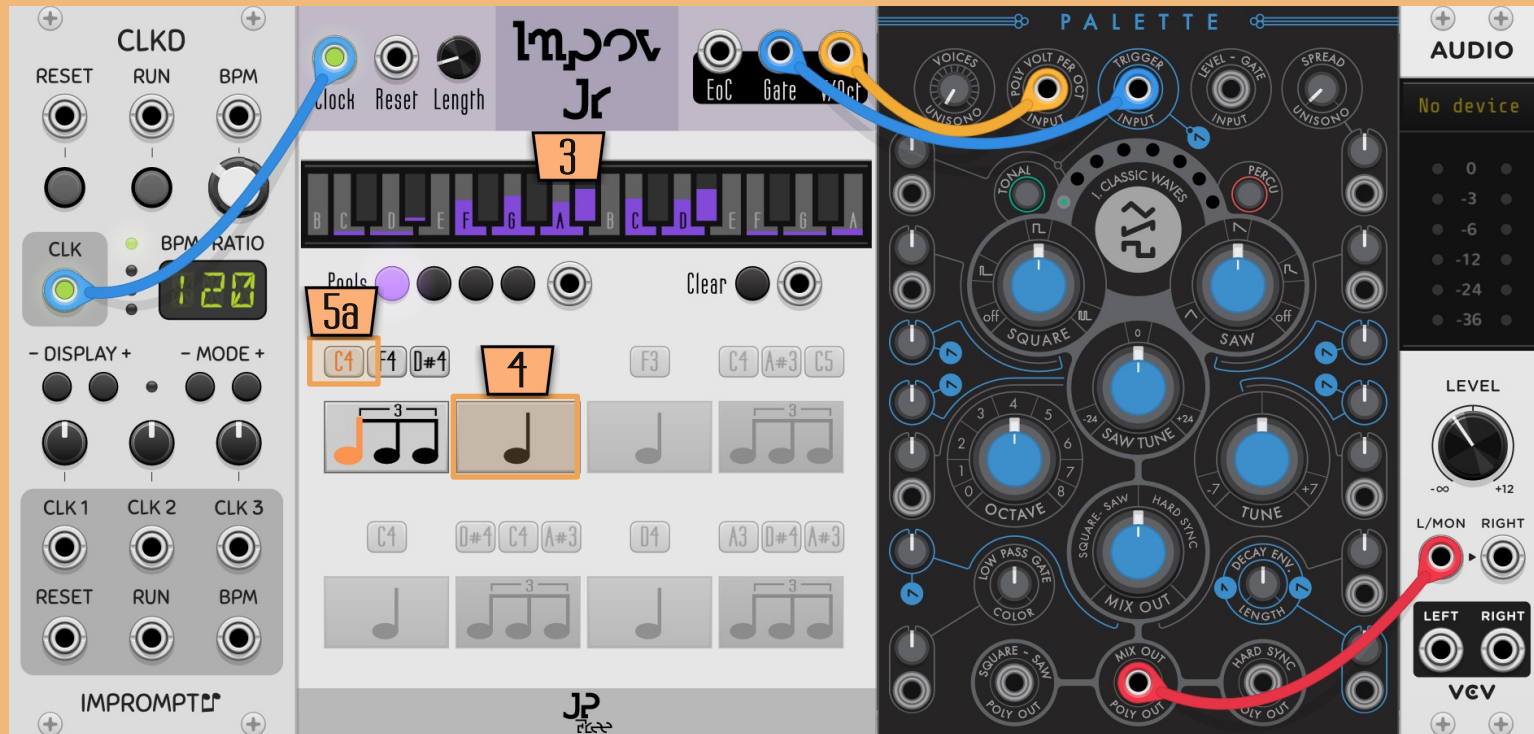 CLKD
RESET RUN BPM
CLK
BPM RATIO
120
- DISPLAY + - MODE +
CLK 1 CLK 2 CLK 3
RESET RUN BPM
IMPROMPT
Improv
Jr
Clock Reset Length
EoC Gate V/Oct
3
B C D E F G A B C D E F G A
Pools
Clear
5a
C4 F4 D#4
4
F3
C4 A#3 C5
3
3
C4
D#4 C4 A#3
D4
A3 D#4 A#3
3
3
JP
PALETTE
VOICES
UNISONO
POLY VOLT PER OCT
INPUT
TRIGGER
INPUT
LEVEL - GATE
INPUT
SPREAD
UNISONO
TONAL
1. CLASSIC WAVES
PERCU
off
SQUARE
SAW
off
0
-24 +24
SAW TUNE
0 1 2 3 4 5 6 7 8
OCTAVE
-7 +7
TUNE
SQUARE- SAW
HARD SYNC
MIX OUT
LOW PASS GATE
COLOR
DECAY ENV.
LENGTH
SQUARE - SAW
POLY OUT
MIX OUT
POLY OUT
HARD SYNC
POLY OUT
AUDIO
No device
0
-3
-6
-12
-24
-36
LEVEL
-∞ +12
L/MON RIGHT
LEFT RIGHT
VCV